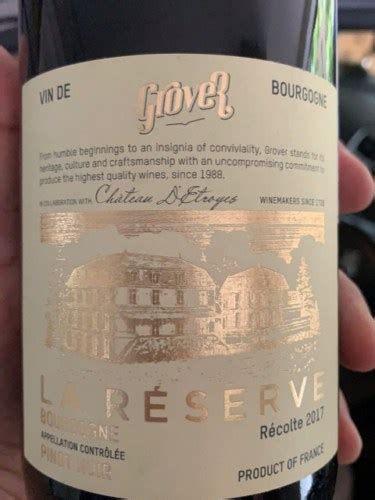 VIN DE
Grover
BOURGOGNE
From humble beginnings to an insignia of conviviality, Grover stands for its
heritage, culture and craftsmanship with an uncompromising commitment to
produce the highest quality wines, since 1988.
IN COLLABORATION WITH Château D'Etroyes WINEMAKERS SINCE 1720
LA RÉSERVE
BOURGOGNE
Récolte 2017
APPELLATION CONTRÔLÉE
PINOT NOIR
PRODUCT OF FRANCE